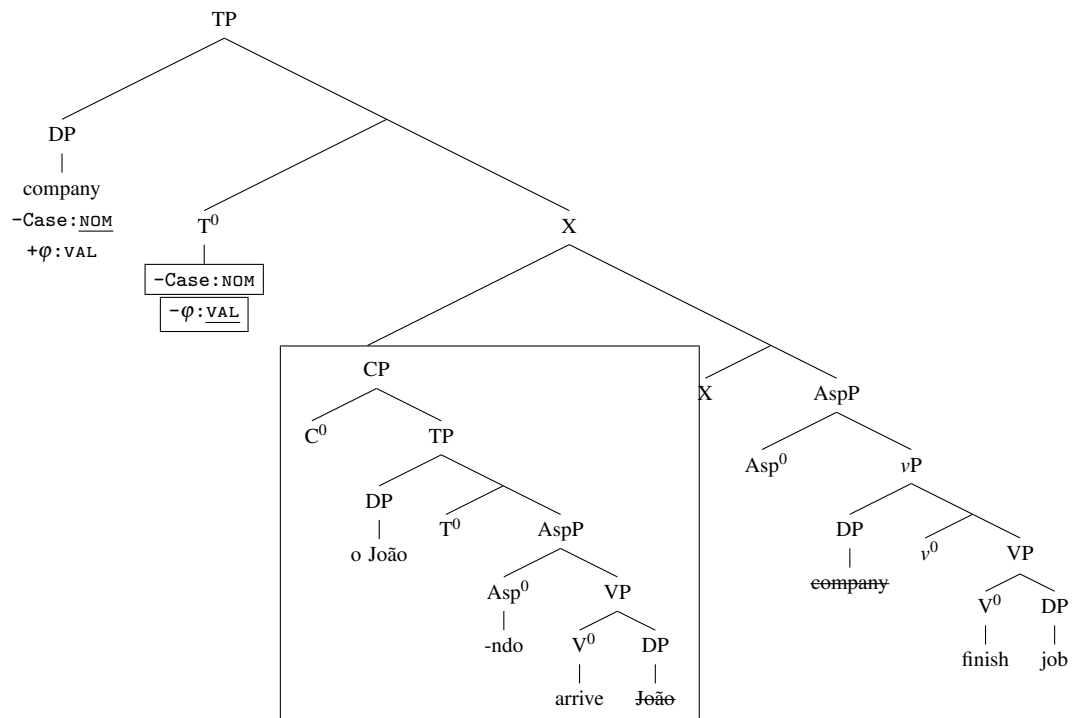 TP
DP
company
-Case:NOM
+φ:VAL
T⁰
-Case:NOM
-φ:VAL
X
CP
C⁰
TP
DP
o João
T⁰
AspP
Asp⁰
-ndo
VP
V⁰
arrive
DP
João
X
AspP
Asp⁰
vP
DP
company
v⁰
VP
V⁰
finish
DP
job